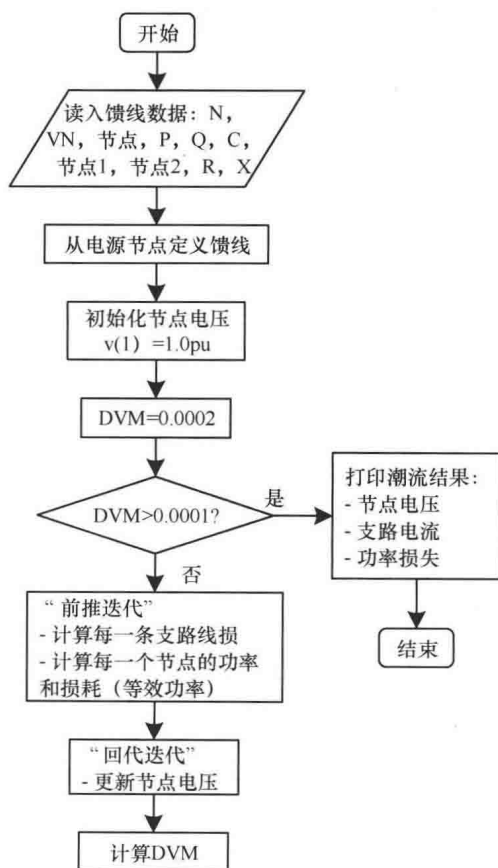 开始
读入馈线数据：N，
VN，节点，P，Q，C，
节点1，节点2，R，X
从电源节点定义馈线
初始化节点电压
v(1) =1.0pu
DVM=0.0002
DVM>0.0001?
是
打印潮流结果：
- 节点电压
- 支路电流
- 功率损失
结束
否
“前推迭代”
- 计算每一条支路线损
- 计算每一个节点的功率
和损耗（等效功率）
“回代迭代”
- 更新节点电压
计算DVM